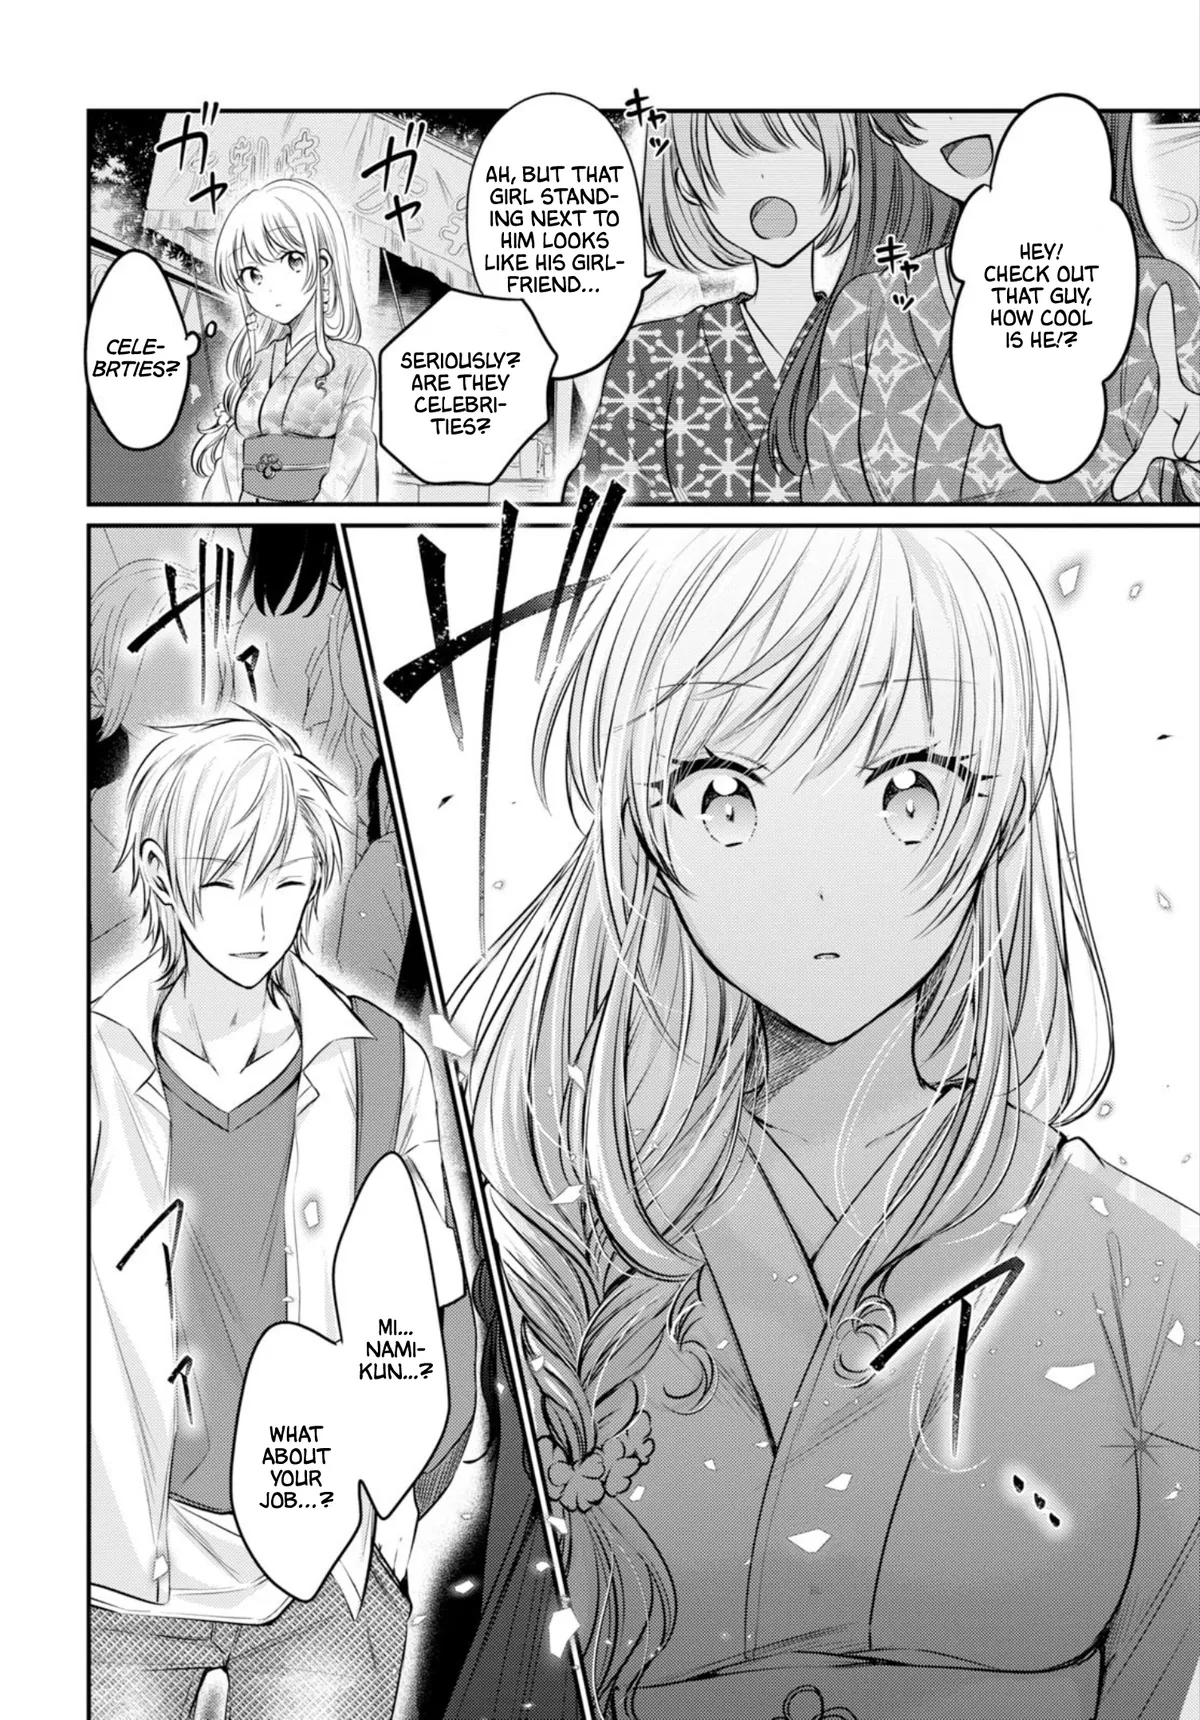 HEY!
CHECK OUT
THAT GUY,
HOW COOL
IS HE!?
キャッ
キャッ
AH, BUT THAT
GIRL STAND-
ING NEXT TO
HIM LOOKS
LIKE HIS GIRL-
FRIEND...
SERIOUSLY?
ARE THEY
CELEBRI-
TIES?
ガヤ
ガヤ
CELE-
BRTIES?
MI...
NAMI-
KUN...?
WHAT
ABOUT
YOUR
JOB...?